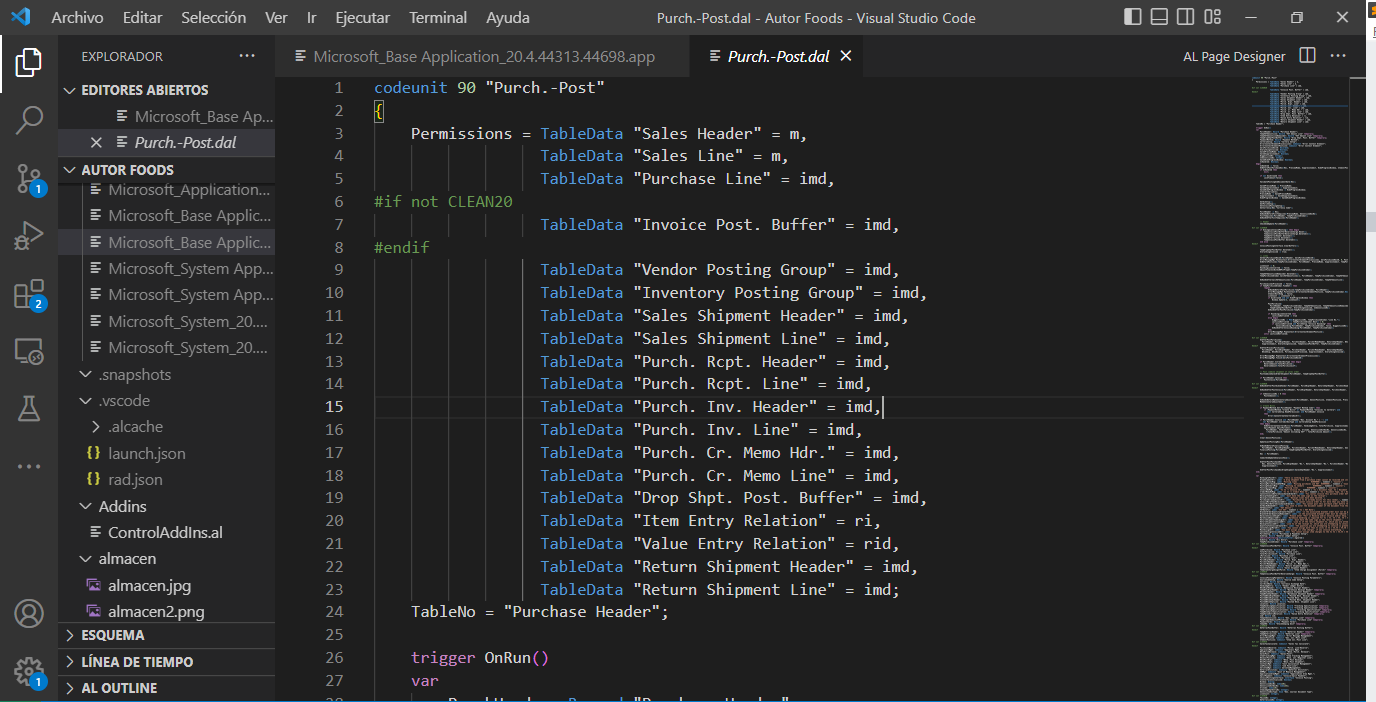 Archivo Editar Selección Ver Ir Ejecutar Terminal Ayuda Purch.-Post.dal - Autor Foods - Visual Studio Code
EXPLORADOR
EDITORES ABIERTOS
Microsoft_Base Ap...
Purch.-Post.dal
AUTOR FOODS
Microsoft_Application...
Microsoft_Base Applic...
Microsoft_Base Applic...
Microsoft_System App...
Microsoft_System App...
Microsoft_System_20....
Microsoft_System_20....
.snapshots
.vscode
.alcache
{} launch.json
{} rad.json
Addins
ControlAddIns.al
almacen
almacen.jpg
almacen2.png
ESQUEMA
LÍNEA DE TIEMPO
AL OUTLINE
1
2
1
Microsoft_Base Application_20.4.44313.44698.app Purch.-Post.dal AL Page Designer
1 codeunit 90 "Purch.-Post"
2 {
3 Permissions = TableData "Sales Header" = m,
4 TableData "Sales Line" = m,
5 TableData "Purchase Line" = imd,
6 #if not CLEAN20
7 TableData "Invoice Post. Buffer" = imd,
8 #endif
9 TableData "Vendor Posting Group" = imd,
10 TableData "Inventory Posting Group" = imd,
11 TableData "Sales Shipment Header" = imd,
12 TableData "Sales Shipment Line" = imd,
13 TableData "Purch. Rcpt. Header" = imd,
14 TableData "Purch. Rcpt. Line" = imd,
15 TableData "Purch. Inv. Header" = imd,
16 TableData "Purch. Inv. Line" = imd,
17 TableData "Purch. Cr. Memo Hdr." = imd,
18 TableData "Purch. Cr. Memo Line" = imd,
19 TableData "Drop Shpt. Post. Buffer" = imd,
20 TableData "Item Entry Relation" = ri,
21 TableData "Value Entry Relation" = rid,
22 TableData "Return Shipment Header" = imd,
23 TableData "Return Shipment Line" = imd;
24 TableNo = "Purchase Header";
25
26 trigger OnRun()
27 var